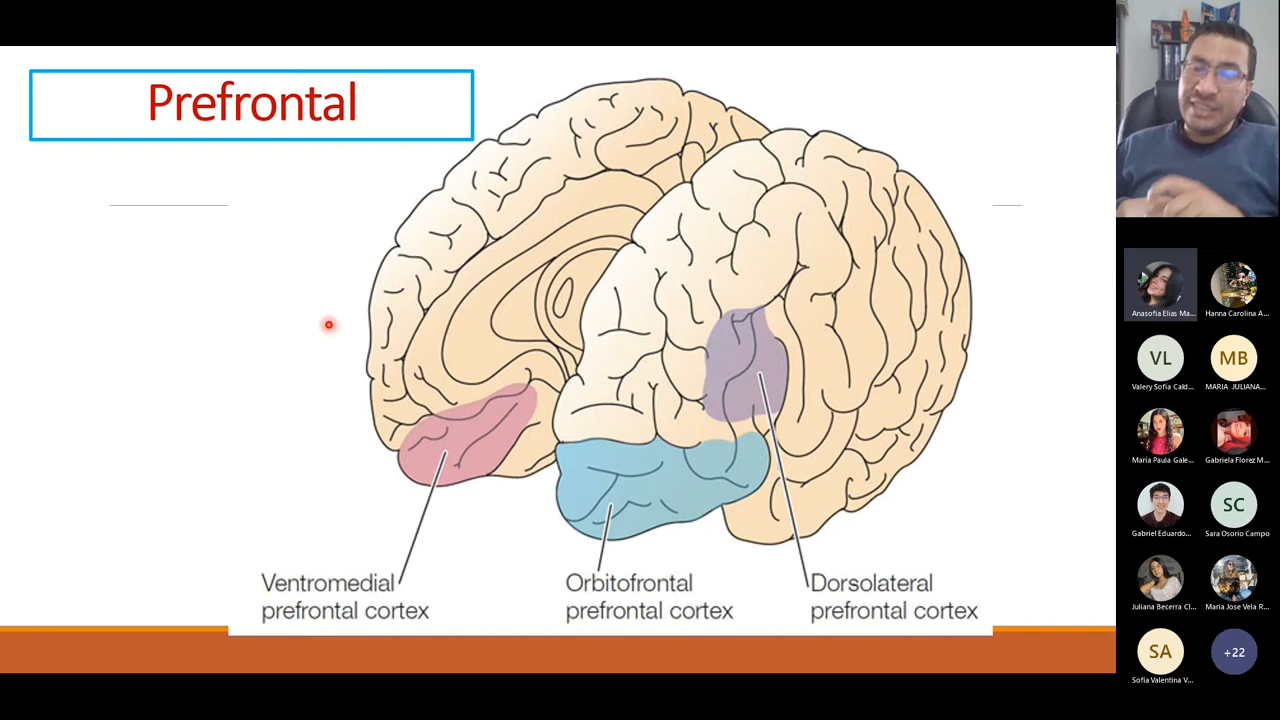 Prefrontal
Ventromedial
prefrontal cortex
Orbitofrontal
prefrontal cortex
Dorsolateral
prefrontal cortex
Anasofia Elias Ma...
Hanna Carolina A...
VL
MB
Valery Sofia Cald...
MARIA JULIANA...
María Paula Gale...
Gabriela Florez M...
SC
Gabriel Eduardo...
Sara Osorio Campo
Juliana Becerra Cl...
Maria Jose Vela R...
SA
+22
Sofía Valentina V...